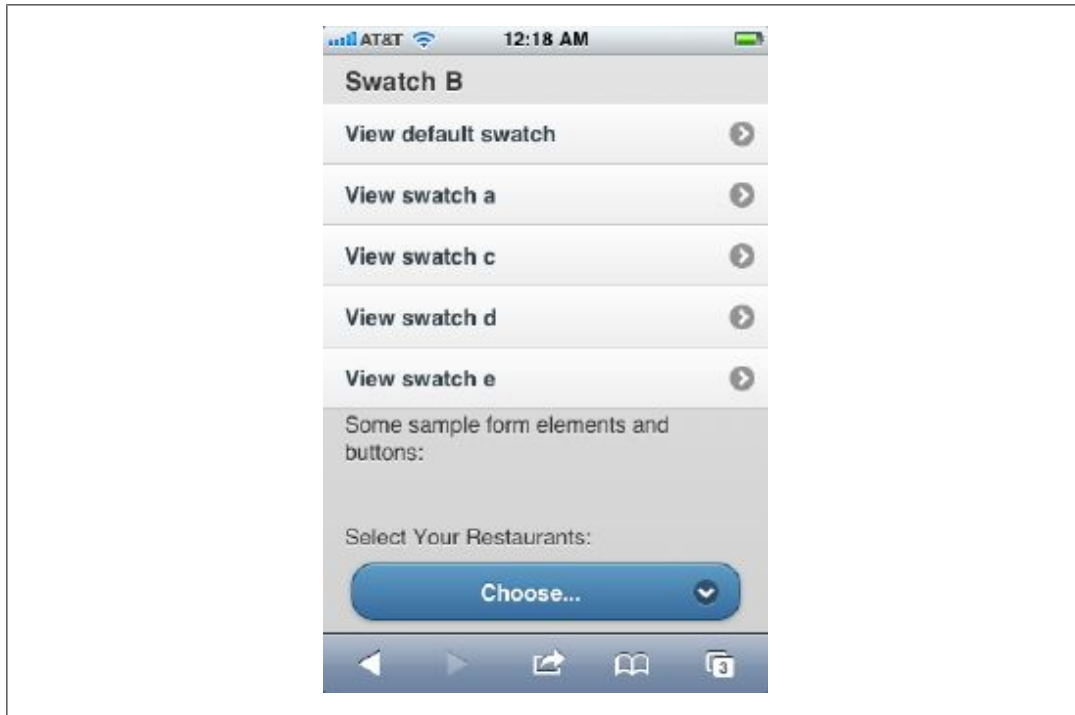 AT&T 12:18 AM
Swatch B
View default swatch
View swatch a
View swatch c
View swatch d
View swatch e
Some sample form elements and
buttons:
Select Your Restaurants:
Choose...
3